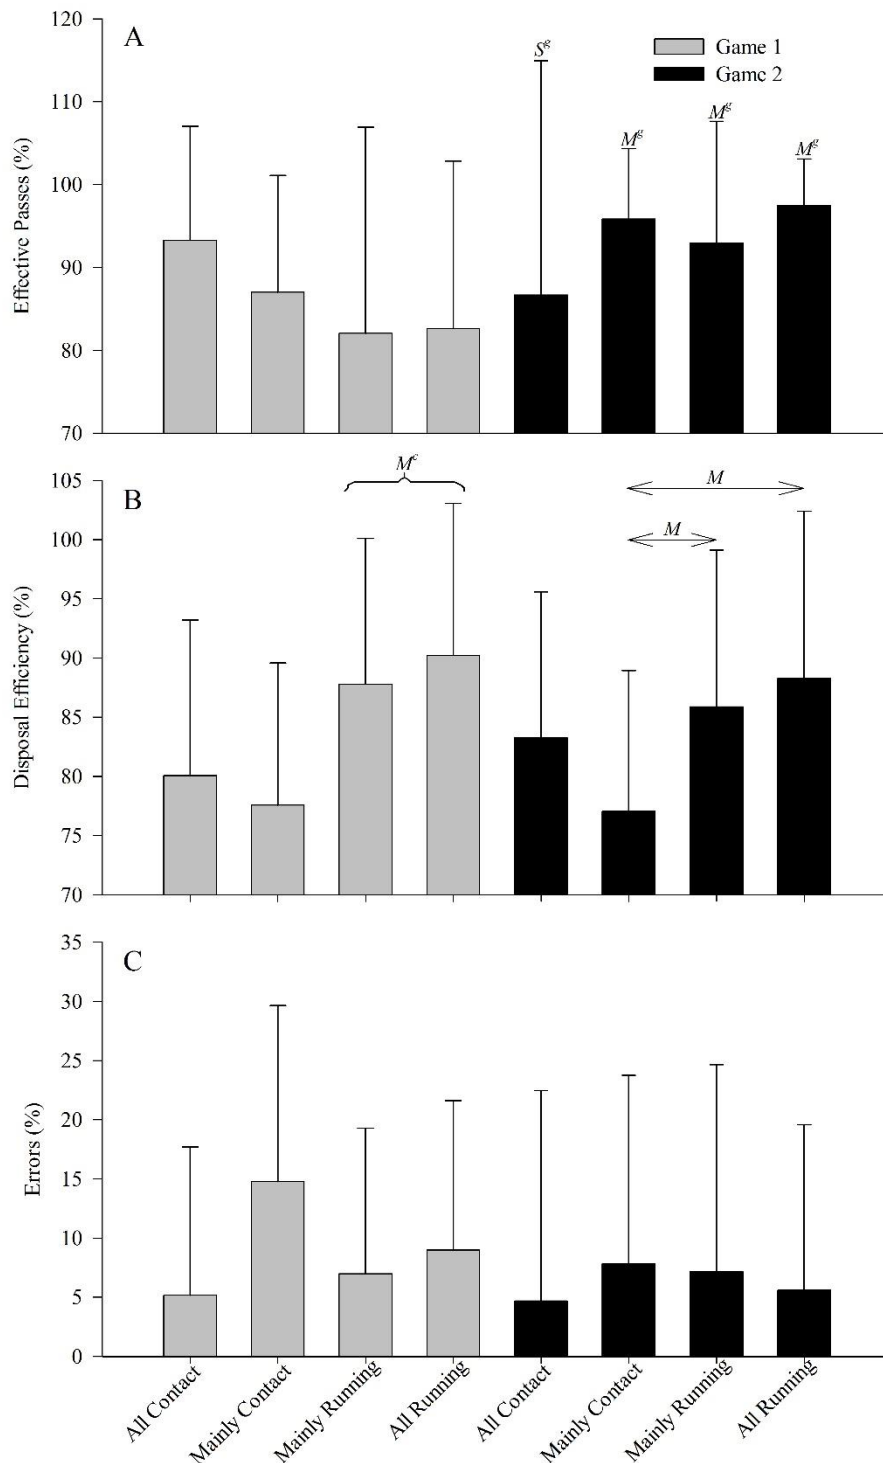 A
Game 1
Game 2
S^g
M^g
M^g
M^g
Effective Passes (%)
120
110
100
90
80
70
B
M^c
M
M
Disposal Efficiency (%)
105
100
95
90
85
80
75
70
C
Errors (%)
35
30
25
20
15
10
5
0
All Contact
Mainly Contact
Mainly Running
All Running
All Contact
Mainly Contact
Mainly Running
All Running